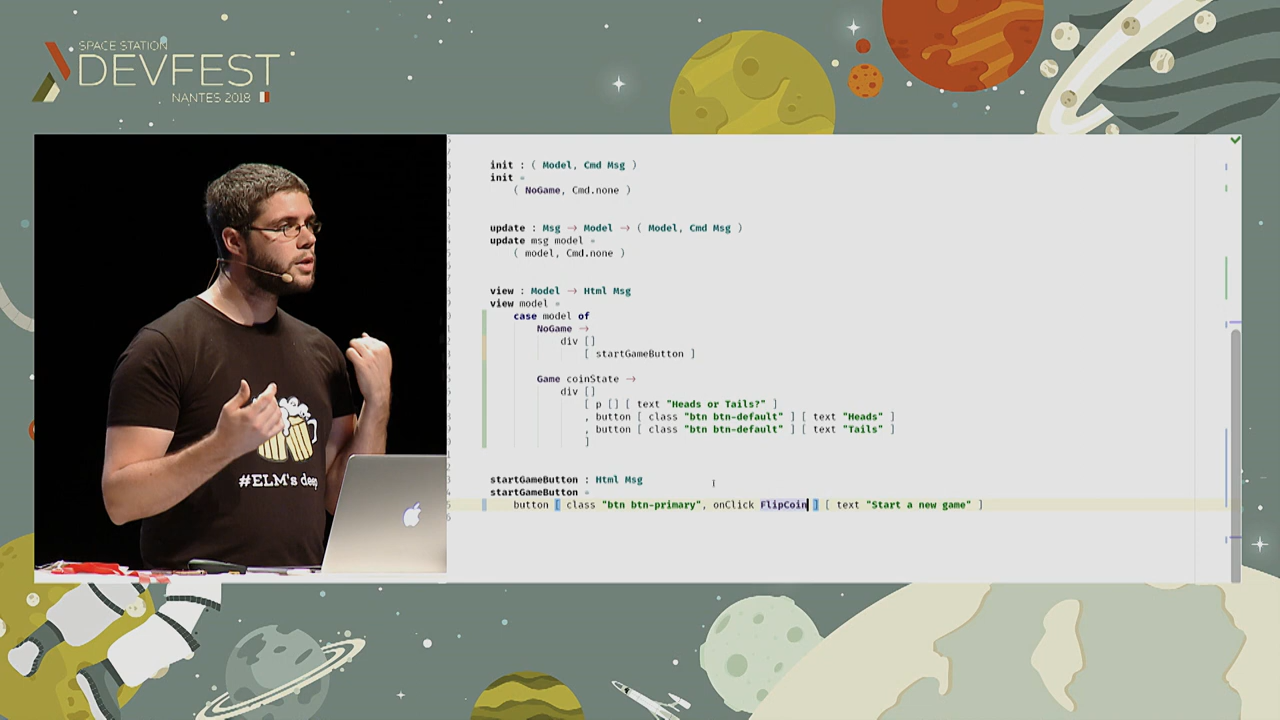 SPACE STATION
DEVFEST
NANTES 2018
init : ( Model, Cmd Msg )
init =
( NoGame, Cmd.none )
update : Msg → Model → ( Model, Cmd Msg )
update msg model =
( model, Cmd.none )
view : Model → Html Msg
view model =
case model of
NoGame →
div []
[ startGameButton ]
Game coinState →
div []
[ p [] [ text "Heads or Tails?" ]
, button [ class "btn btn-default" ] [ text "Heads" ]
, button [ class "btn btn-default" ] [ text "Tails" ]
]
startGameButton : Html Msg
startGameButton =
button [ class "btn btn-primary", onClick FlipCoin ] [ text "Start a new game" ]
#ELM's deep